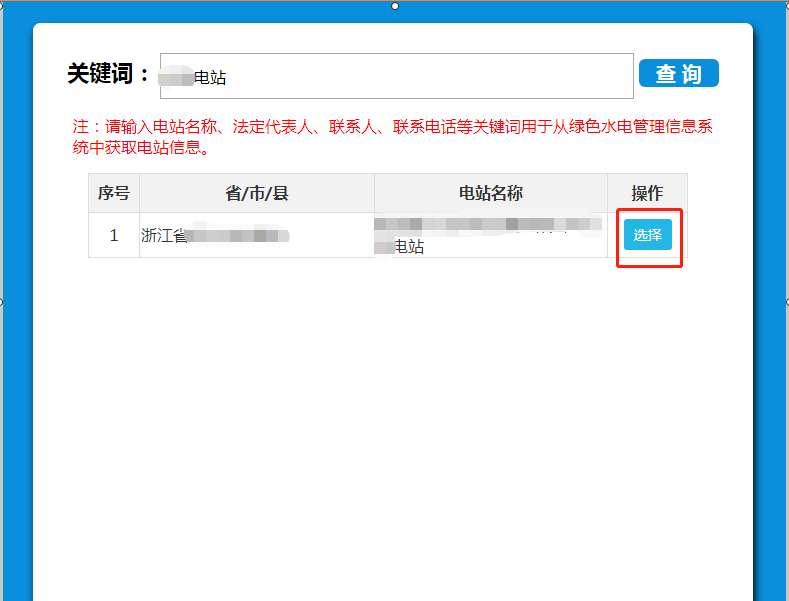 关键词：
电站
查 询
注：请输入电站名称、法定代表人、联系人、联系电话等关键词用于从绿色水电管理信息系
统中获取电站信息。
序号 省/市/县 电站名称 操作
1 浙江省 电站 选择